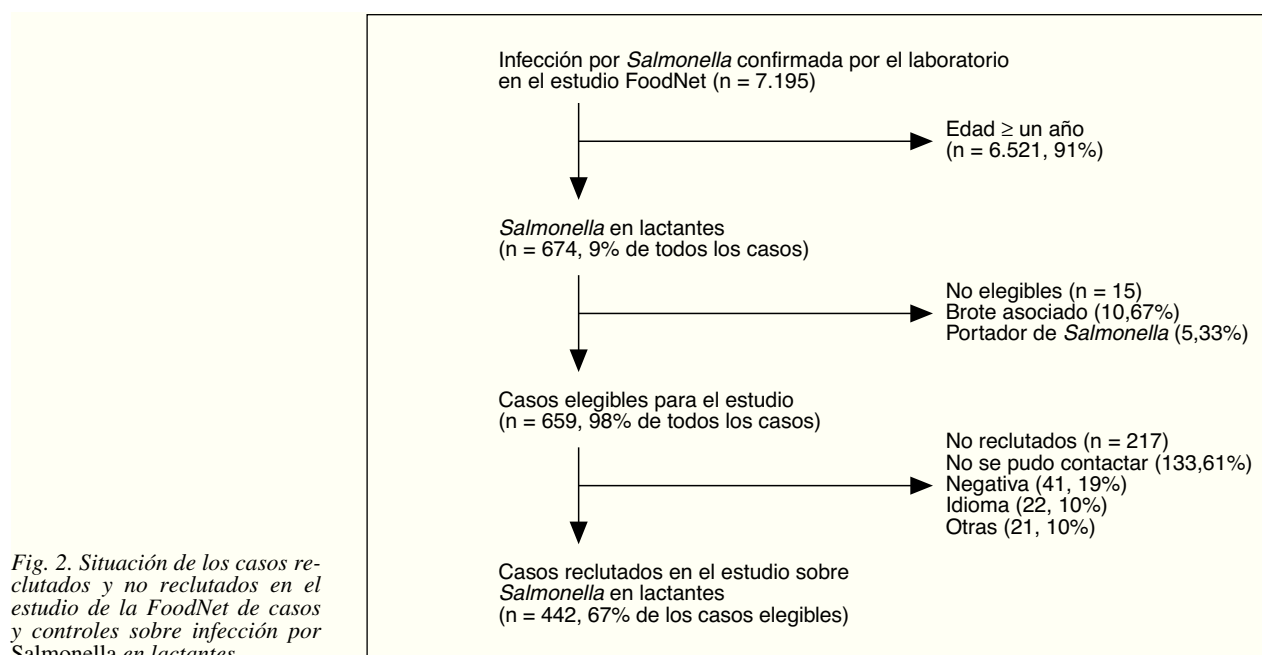 Infección por Salmonella confirmada por el laboratorio
en el estudio FoodNet (n = 7.195)
Edad ≥ un año
(n = 6.521, 91%)
Salmonella en lactantes
(n = 674, 9% de todos los casos)
No elegibles (n = 15)
Brote asociado (10,67%)
Portador de Salmonella (5,33%)
Casos elegibles para el estudio
(n = 659, 98% de todos los casos)
No reclutados (n = 217)
No se pudo contactar (133,61%)
Negativa (41, 19%)
Idioma (22, 10%)
Otras (21, 10%)
Casos reclutados en el estudio sobre
Salmonella en lactantes
(n = 442, 67% de los casos elegibles)
Fig. 2. Situación de los casos re-
clutados y no reclutados en el
estudio de la FoodNet de casos
y controles sobre infección por
Salmonella en lactantes